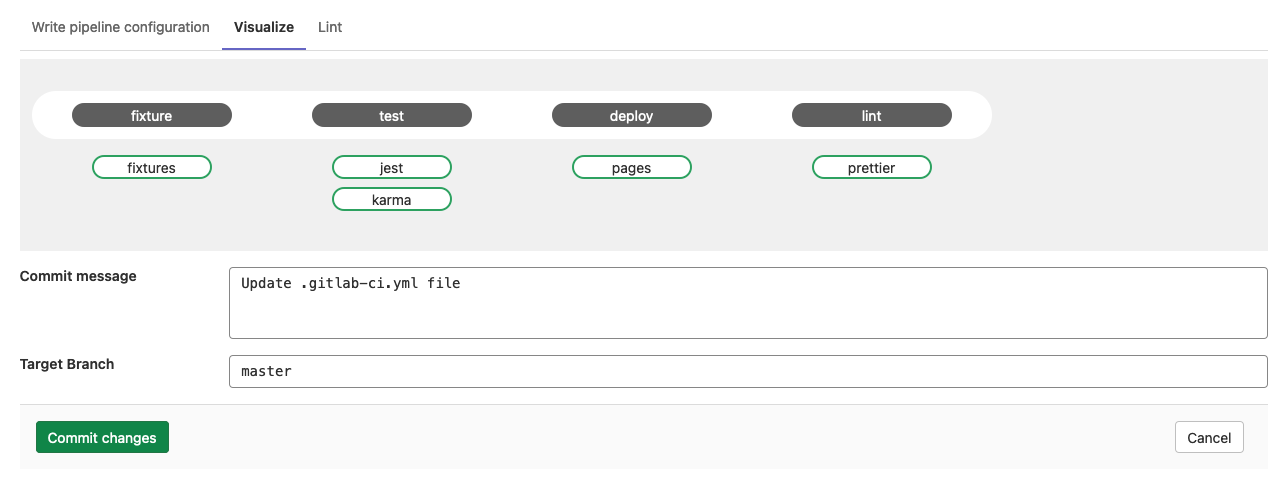 Write pipeline configuration Visualize Lint
fixture test deploy lint
fixtures jest pages prettier
karma
Commit message
Update .gitlab-ci.yml file
Target Branch
master
Commit changes Cancel